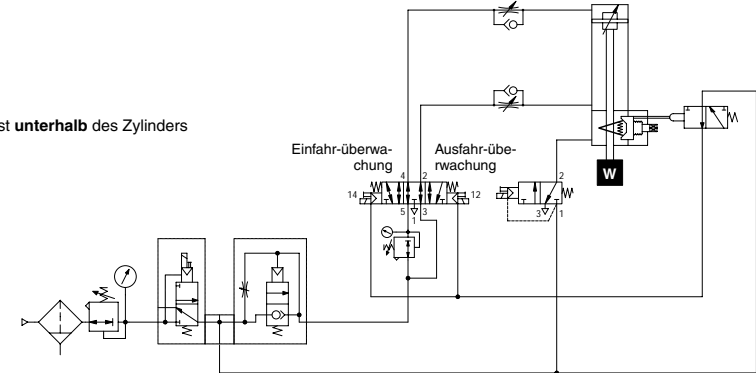 st unterhalb des Zylinders
Einfahr-überwa-
chung
Ausfahr-übe-
rwachung
4 2
14 12
5 3
1
2
3 1
W